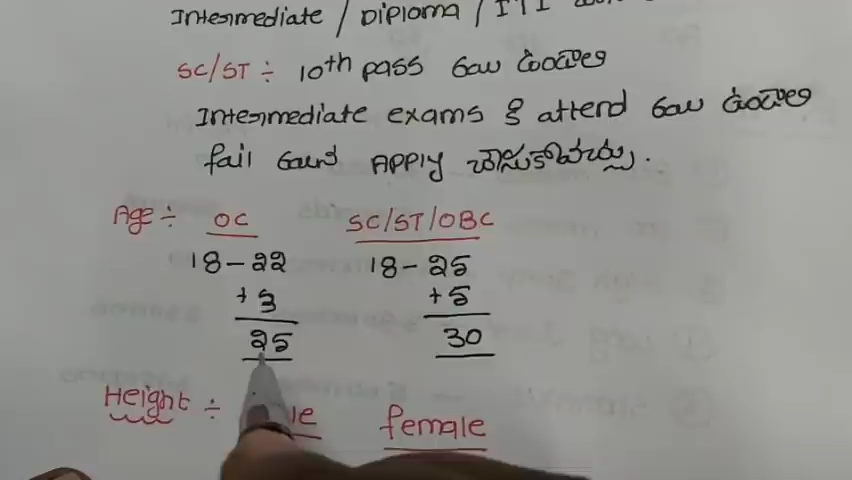 Intermediate / Diploma / ITI
SC/ST ÷ 10th pass అయి ఉండాలి
Intermediate exams కి attend అయి ఉండాలి
fail అయిన APPly చేసుకోవచ్చు.
Age ÷ OC SC/ST/OBC
18-22 18-25
+3 +5
25 30
Height ÷ female